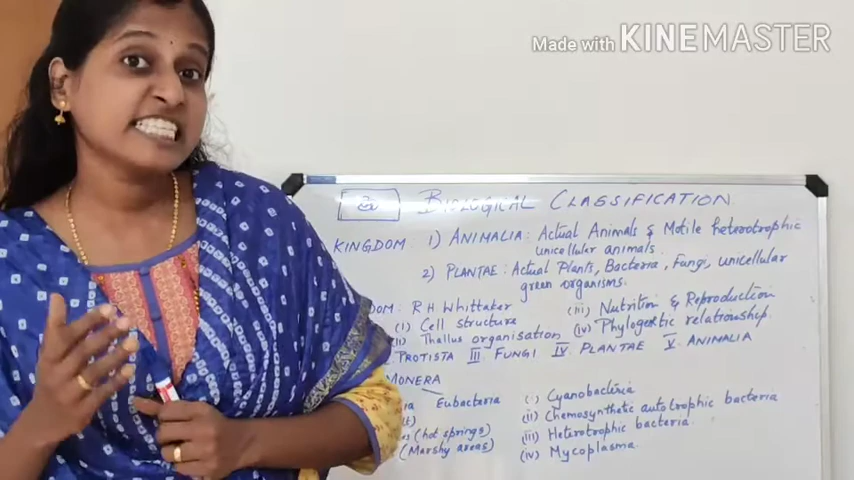 Made with KINEMASTER
2 BIOLOGICAL CLASSIFICATION
KINGDOM 1) ANIMALIA : Actual Animals & Motile, heterotrophic
unicellular animals
2) PLANTAE : Actual Plants, Bacteria, Fungi, unicellular
green organisms
DOM : R H WHITTAKER
(i) Cell structure (iii) Nutrition & Reproduction
(ii) Thallus organisation (iv) Phylogenetic relationship
PROTISTA III FUNGI IV PLANTAE V ANIMALIA
MONERA
EUBACTERIA (i) Cyanobacteria
(ii) Chemosynthetic autotrophic bacteria
(hot springs) (iii) Heterotrophic bacteria
(Marshy areas) (iv) Mycoplasma